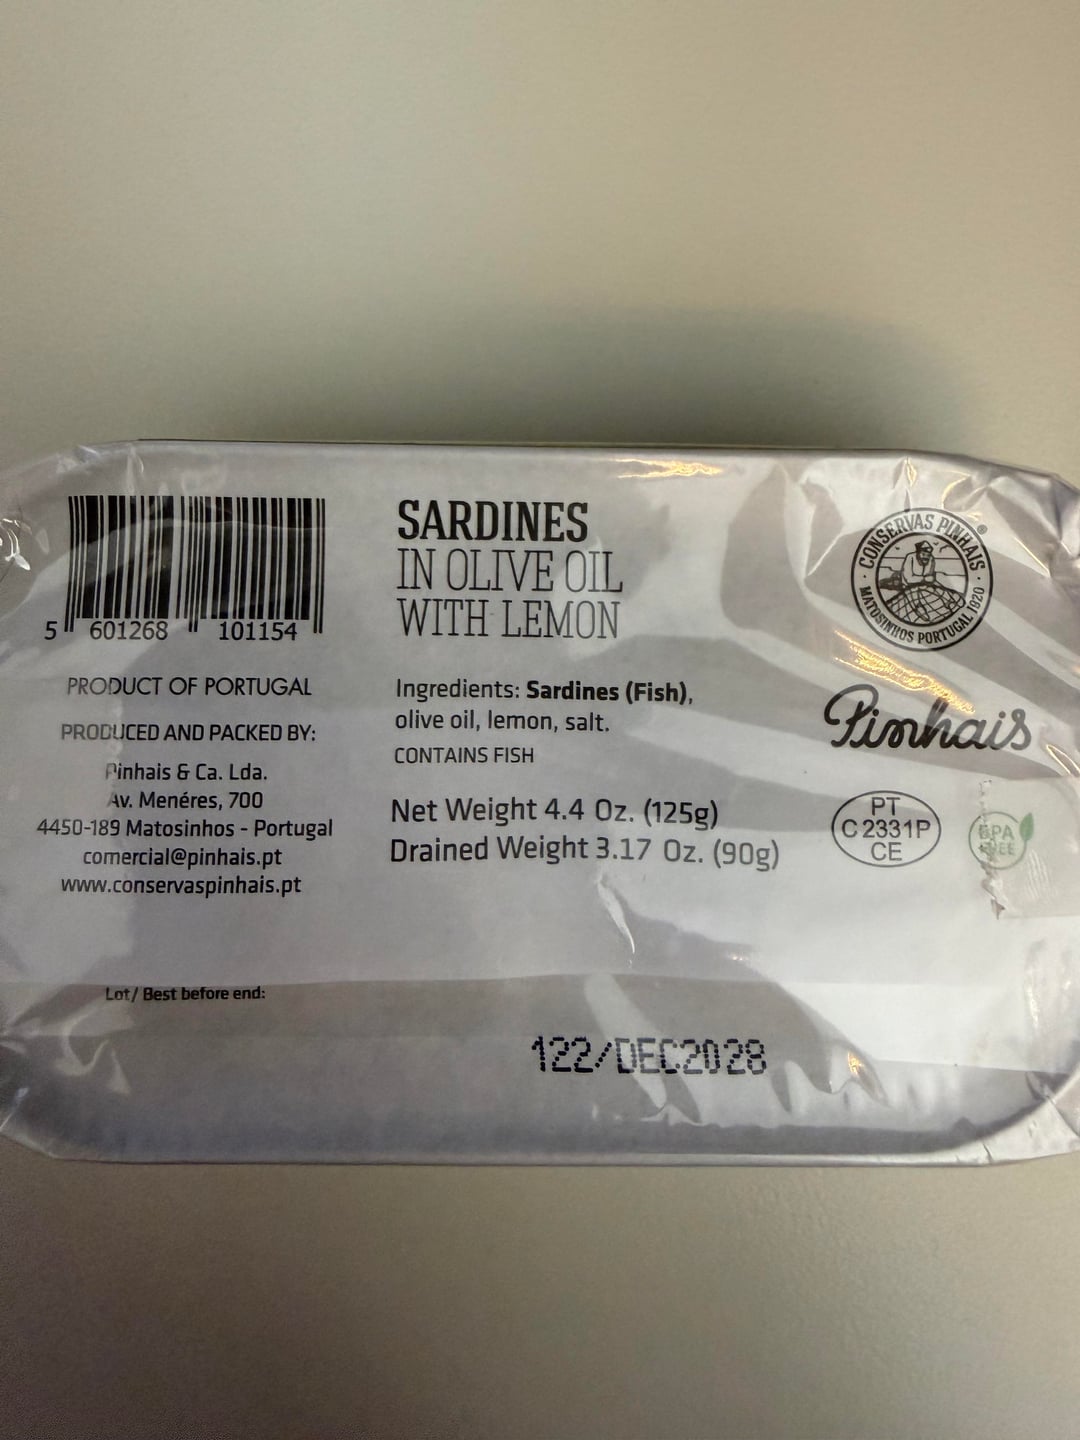 5 601268 101154
PRODUCT OF PORTUGAL
PRODUCED AND PACKED BY:
Pinhais & Ca. Lda.
Av. Menéres, 700
4450-189 Matosinhos - Portugal
comercial@pinhais.pt
www.conservaspinhais.pt
Lot/ Best before end:
SARDINES
IN OLIVE OIL
WITH LEMON
Ingredients: Sardines (Fish),
olive oil, lemon, salt.
CONTAINS FISH
Net Weight 4.4 Oz. (125g)
Drained Weight 3.17 Oz. (90g)
122/DEC2028
CONSERVAS PINHAIS ®
MATOSINHOS PORTUGAL 1920
Pinhais
PT
C 2331P
CE
BPA
FREE